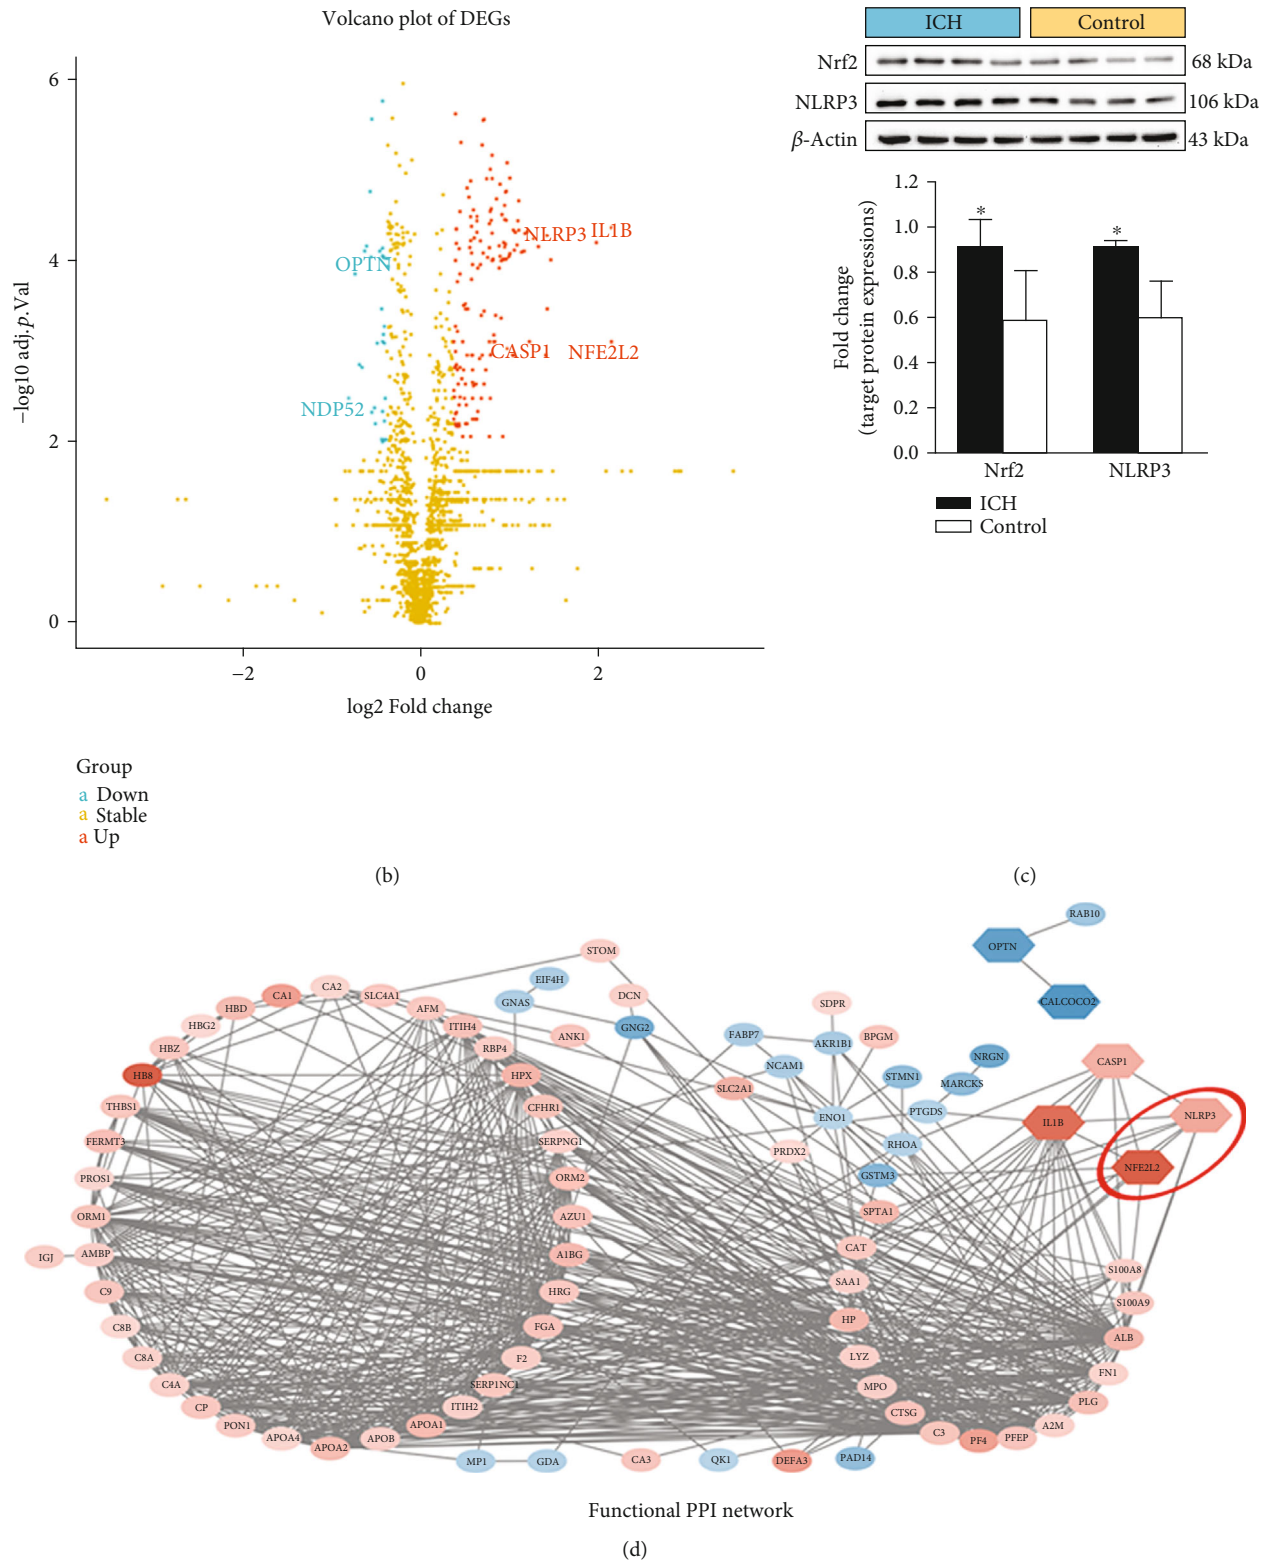 Volcano plot of DEGs
6
4
2
0
−log10 adj.p.Val
NLRP3 IL1B
OPTN
CASP1 NFE2L2
NDP52
−2 0 2
log2 Fold change
Group
a Down
a Stable
a Up
(b)
ICH Control
Nrf2 68 kDa
NLRP3 106 kDa
β-Actin 43 kDa
1.2
1.0
0.8
0.6
0.4
0.2
0.0
Fold change
(target protein expressions)
* *
Nrf2 NLRP3
ICH
Control
(c)
RAB10
OPTN
STOM
EIF4H
CA2
SLC4A1
CA1
DCN
GNAS
CALCOCO2
SDPR
HBD
AFM
HBG2
ITIH4
GNG2
ANK1
FABP7
AKR1B1
BPGM
HBZ
RBP4
NRGN
CASP1
NCAM1
HB8
HPX
STMN1
MARCKS
SLC2A1
THBS1
CFHR1
PTGDS
NLRP3
ENO1
IL1B
FERMT3
SERPNG1
RHOA
PRDX2
NFE2L2
PROS1
ORM2
GSTM3
ORM1
AZU1
SPTA1
IGJ
AMBP
A1BG
CAT
S100A8
SAA1
C9
HRG
S100A9
HP
C8B
FGA
ALB
C8A
F2
LYZ
FN1
C4A
SERP1NC1
MPO
CP
ITIH2
PLG
CTSG
PON1
APOA1
A2M
C3
APOA4
APOA2
APOB
PF4
PFEP
MP1
GDA
CA3
QK1
DEFA3
PAD14
Functional PPI network
(d)